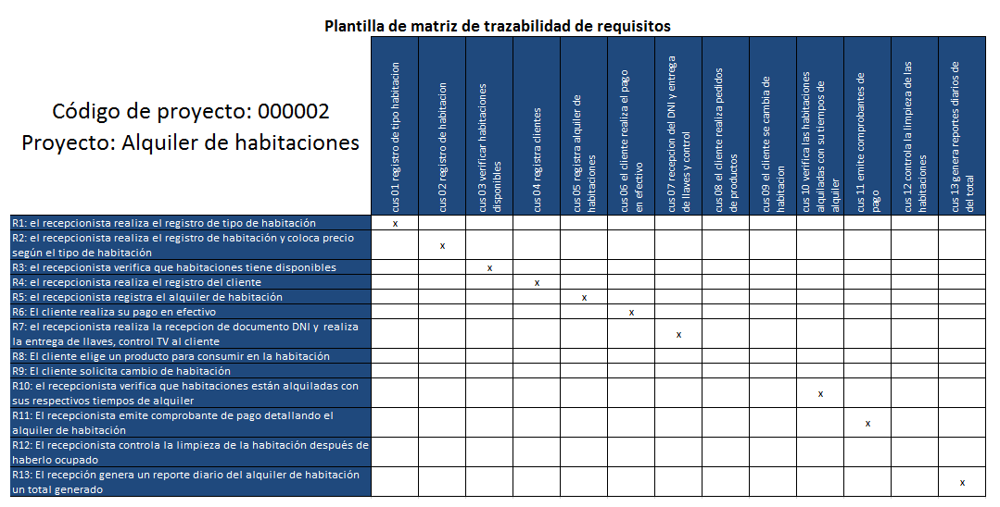 Plantilla de matriz de trazabilidad de requisitos
Código de proyecto: 000002
Proyecto: Alquiler de habitaciones
cus 01 registro de tipo habitacion
cus 02 registro de habitacion
cus 03 verificar habitaciones
disponibles
cus 04 registra clientes
cus 05 registra alquiler de
habitaciones
cus 06 el cliente realiza el pago
en efectivo
cus 07 recepcion del DNI y entrega
de llaves y control
cus 08 el cliente realiza pedidos
de productos
cus 09 el cliente se cambia de
habitacion
cus 10 verifica las habitaciones
alquiladas con su tiempos de
alquiler
cus 11 emite comprobantes de
pago
cus 12 controla la limpieza de las
habitaciones
cus 13 genera reportes diarios de
del total
R1: el recepcionista realiza el registro de tipo de habitación
x
R2: el recepcionista realiza el registro de habitación y coloca precio
según el tipo de habitación
x
R3: el recepcionista verifica que habitaciones tiene disponibles
x
R4: el recepcionista realiza el registro del cliente
x
R5: el recepcionista registra el alquiler de habitación
x
R6: El cliente realiza su pago en efectivo
x
R7: el recepcionista realiza la recepcion de documento DNI y realiza
la entrega de llaves, control TV al cliente
x
R8: El cliente elige un producto para consumir en la habitación
R9: El cliente solicita cambio de habitación
R10: el recepcionista verifica que habitaciones están alquiladas con
sus respectivos tiempos de alquiler
x
R11: El recepcionista emite comprobante de pago detallando el
alquiler de habitación
x
R12: El recepcionista controla la limpieza de la habitación después de
haberlo ocupado
R13: El recepción genera un reporte diario del alquiler de habitación
un total generado
x